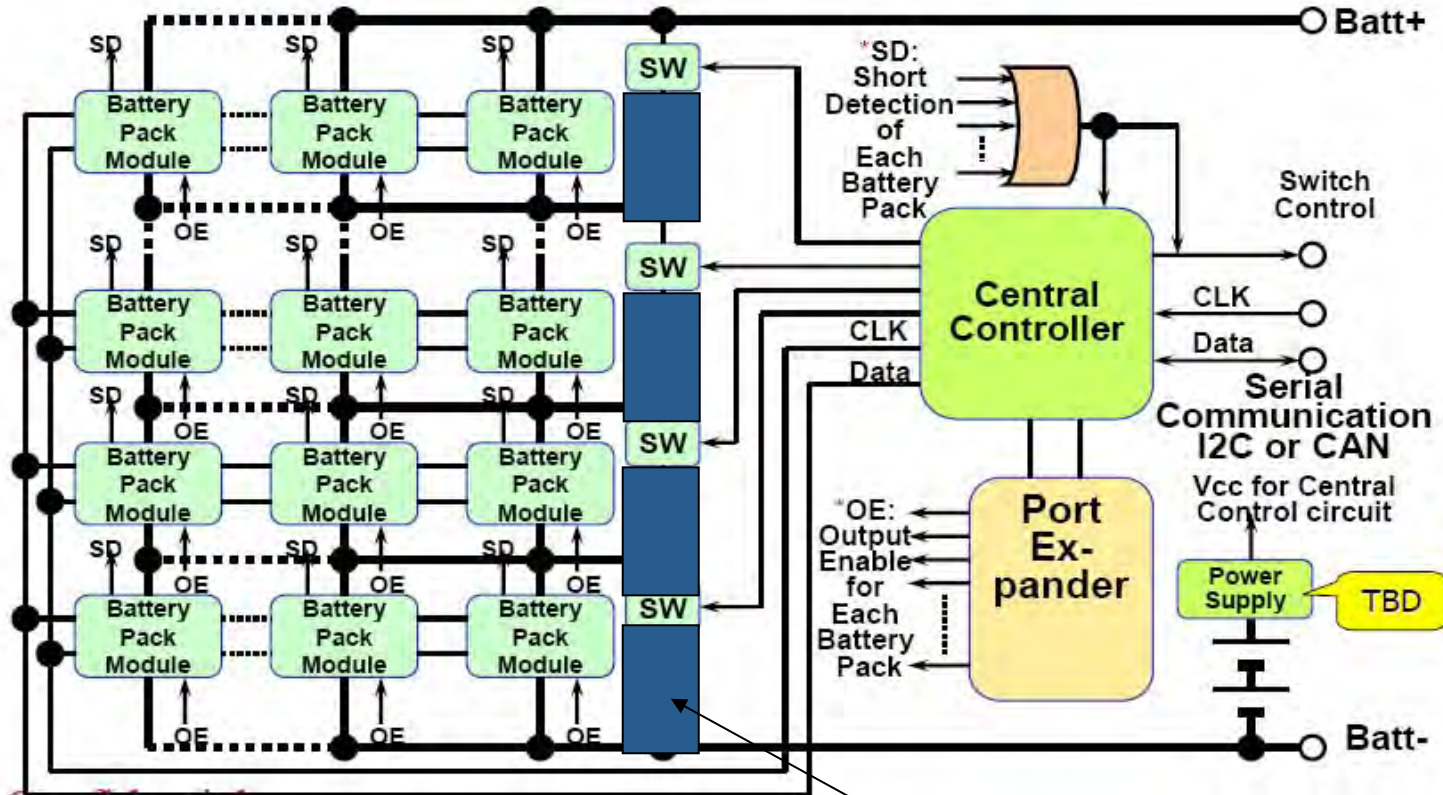 Batt+
SD
SD
SD
SW
*SD:
Short
Detection
of
Each
Battery
Pack
Battery
Pack
Module
Battery
Pack
Module
Battery
Pack
Module
Switch
Control
OE
OE
OE
SD
SD
SD
SW
Battery
Pack
Module
Battery
Pack
Module
Battery
Pack
Module
Central
Controller
CLK
Data
CLK
Data
Serial
Communication
I2C or CAN
OE
OE
OE
SD
SD
SD
SW
Battery
Pack
Module
Battery
Pack
Module
Battery
Pack
Module
Vcc for Central
Control circuit
*OE:
Output
Enable
for
Each
Battery
Pack
Port
Ex-
pander
OE
OE
OE
SD
SD
SD
SW
Battery
Pack
Module
Battery
Pack
Module
Battery
Pack
Module
Power
Supply
TBD
OE
OE
OE
Batt-